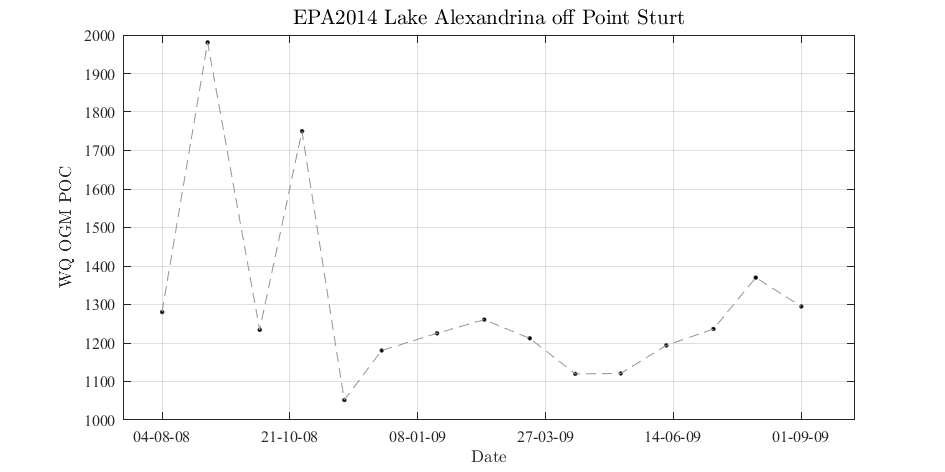 EPA2014 Lake Alexandrina off Point Sturt
2000
1900
1800
1700
1600
1500
1400
1300
1200
1100
1000
WQ OGM POC
04-08-08 21-10-08 08-01-09 27-03-09 14-06-09 01-09-09
Date